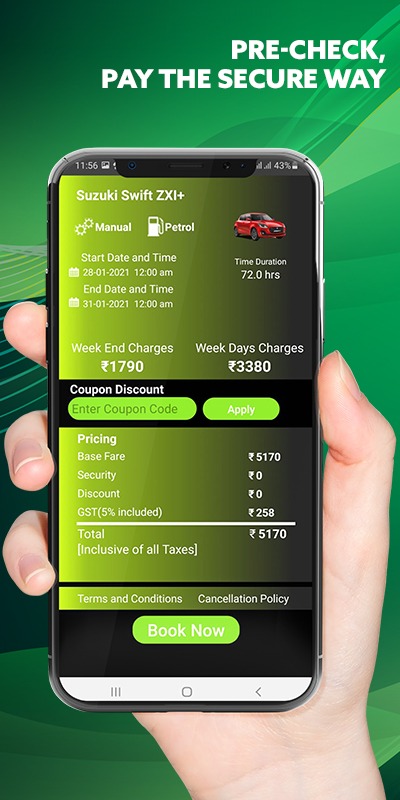 PRE-CHECK,
PAY THE SECURE WAY
11:56 43%
Suzuki Swift ZXI+
Manual Petrol
Start Date and Time
28-01-2021 12:00 am
End Date and Time
31-01-2021 12:00 am
Time Duration
72.0 hrs
Week End Charges Week Days Charges
₹1790 ₹3380
Coupon Discount
Enter Coupon Code Apply
Pricing
Base Fare ₹ 5170
Security ₹ 0
Discount ₹ 0
GST(5% included) ₹ 258
Total ₹ 5170
[Inclusive of all Taxes]
Terms and Conditions Cancellation Policy
Book Now